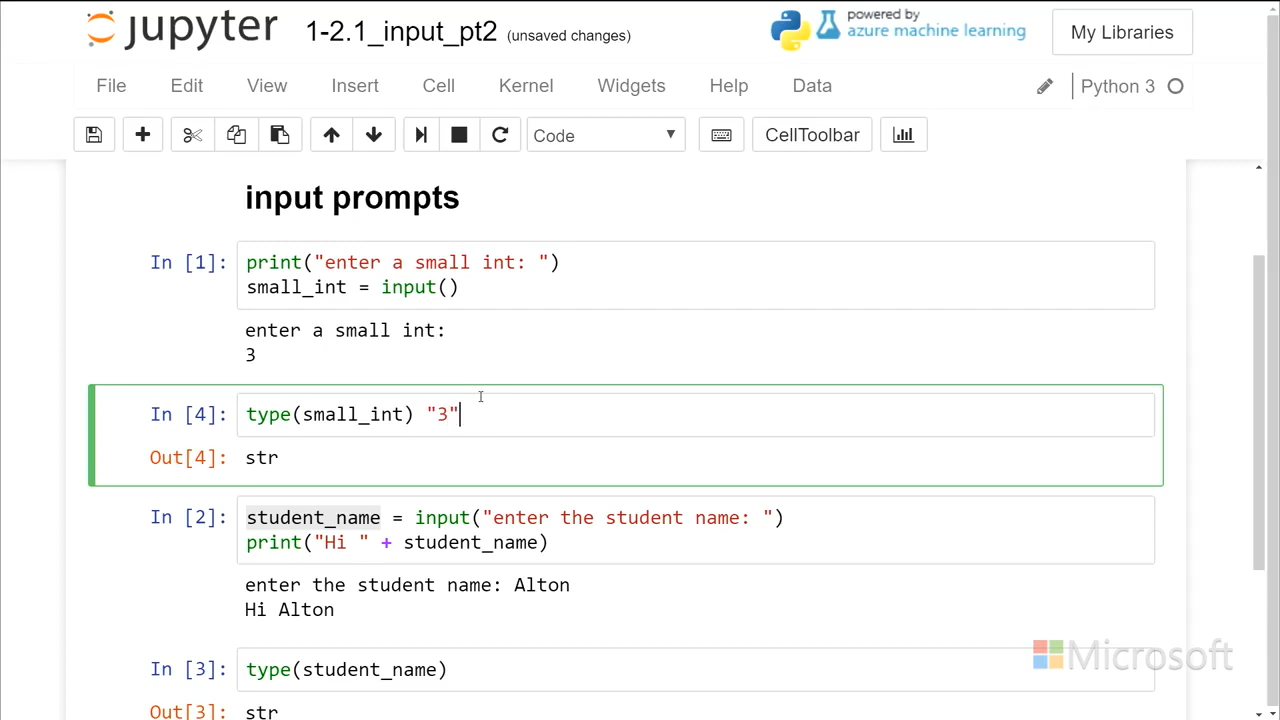 jupyter 1-2.1_input_pt2 (unsaved changes)
powered by
azure machine learning
My Libraries
File Edit View Insert Cell Kernel Widgets Help Data
Python 3
Code
CellToolbar
input prompts
In [1]: print("enter a small int: ")
small_int = input()
enter a small int:
3
In [4]: type(small_int) "3"
Out[4]: str
In [2]: student_name = input("enter the student name: ")
print("Hi " + student_name)
enter the student name: Alton
Hi Alton
In [3]: type(student_name)
Out[3]: str
Microsoft